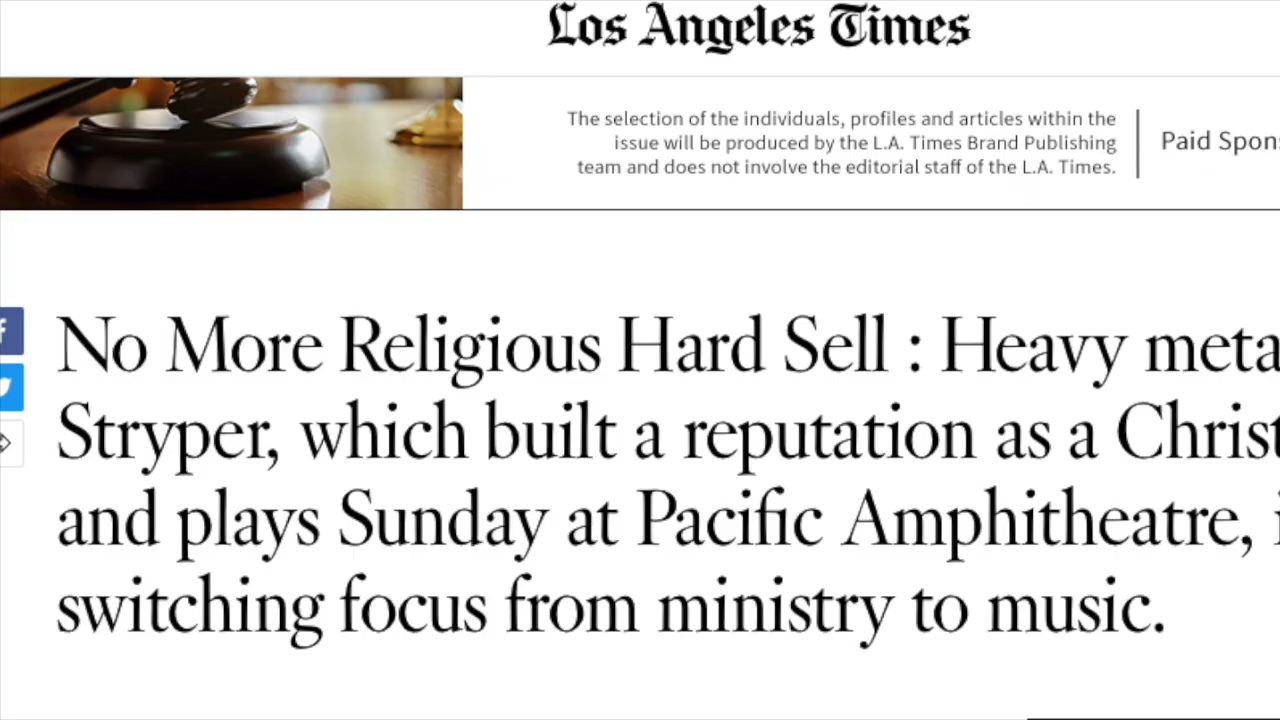 Los Angeles Times
The selection of the individuals, profiles and articles within the
issue will be produced by the L.A. Times Brand Publishing
team and does not involve the editorial staff of the L.A. Times.
Paid Spons
No More Religious Hard Sell : Heavy meta
Stryper, which built a reputation as a Christ
and plays Sunday at Pacific Amphitheatre, i
switching focus from ministry to music.